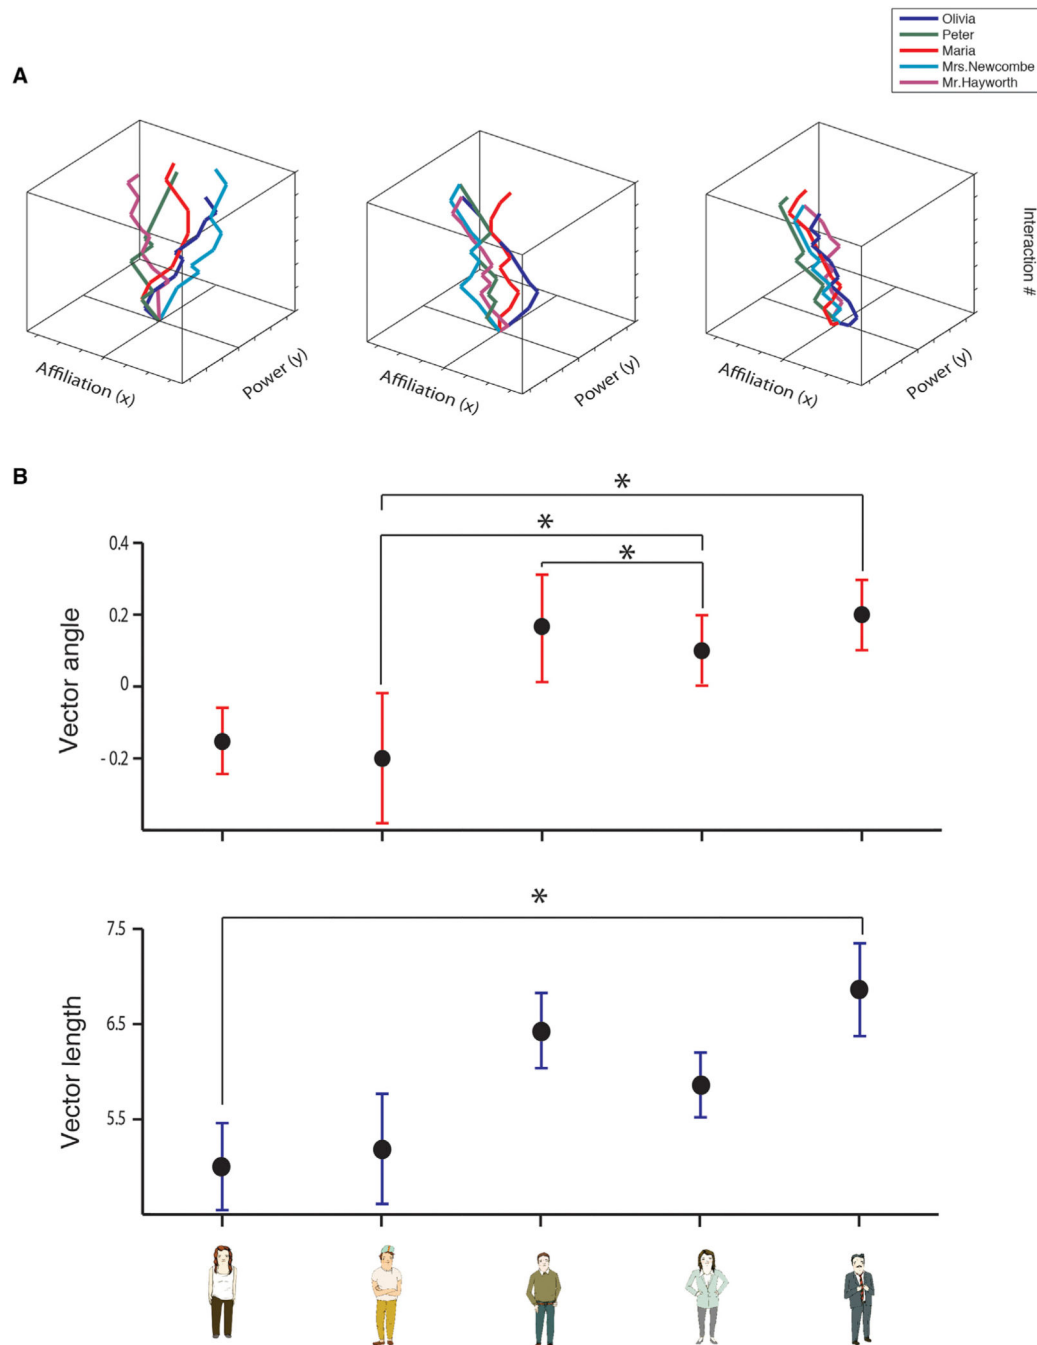 Olivia
Peter
Maria
Mrs.Newcombe
Mr.Hayworth
A
Affiliation (x)
Power (y)
Affiliation (x)
Power (y)
Affiliation (x)
Power (y)
Interaction #
B
*
*
*
0.4
0.2
0
- 0.2
Vector angle
*
7.5
6.5
5.5
Vector length